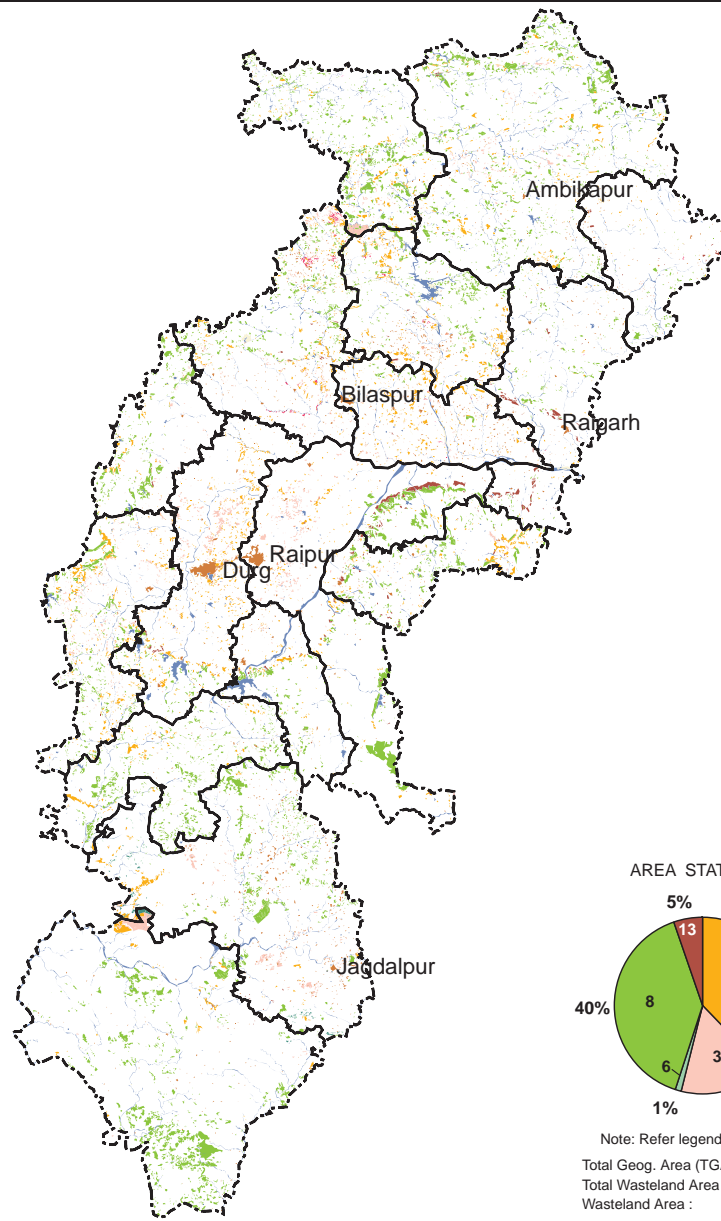 Ambikapur
Bilaspur
Raigarh
Raipur
Durg
Jagdalpur
AREA STAT
5%
13
40%
8
3
6
1%
Note: Refer legend
Total Geog. Area (TG
Total Wasteland Area
Wasteland Area :